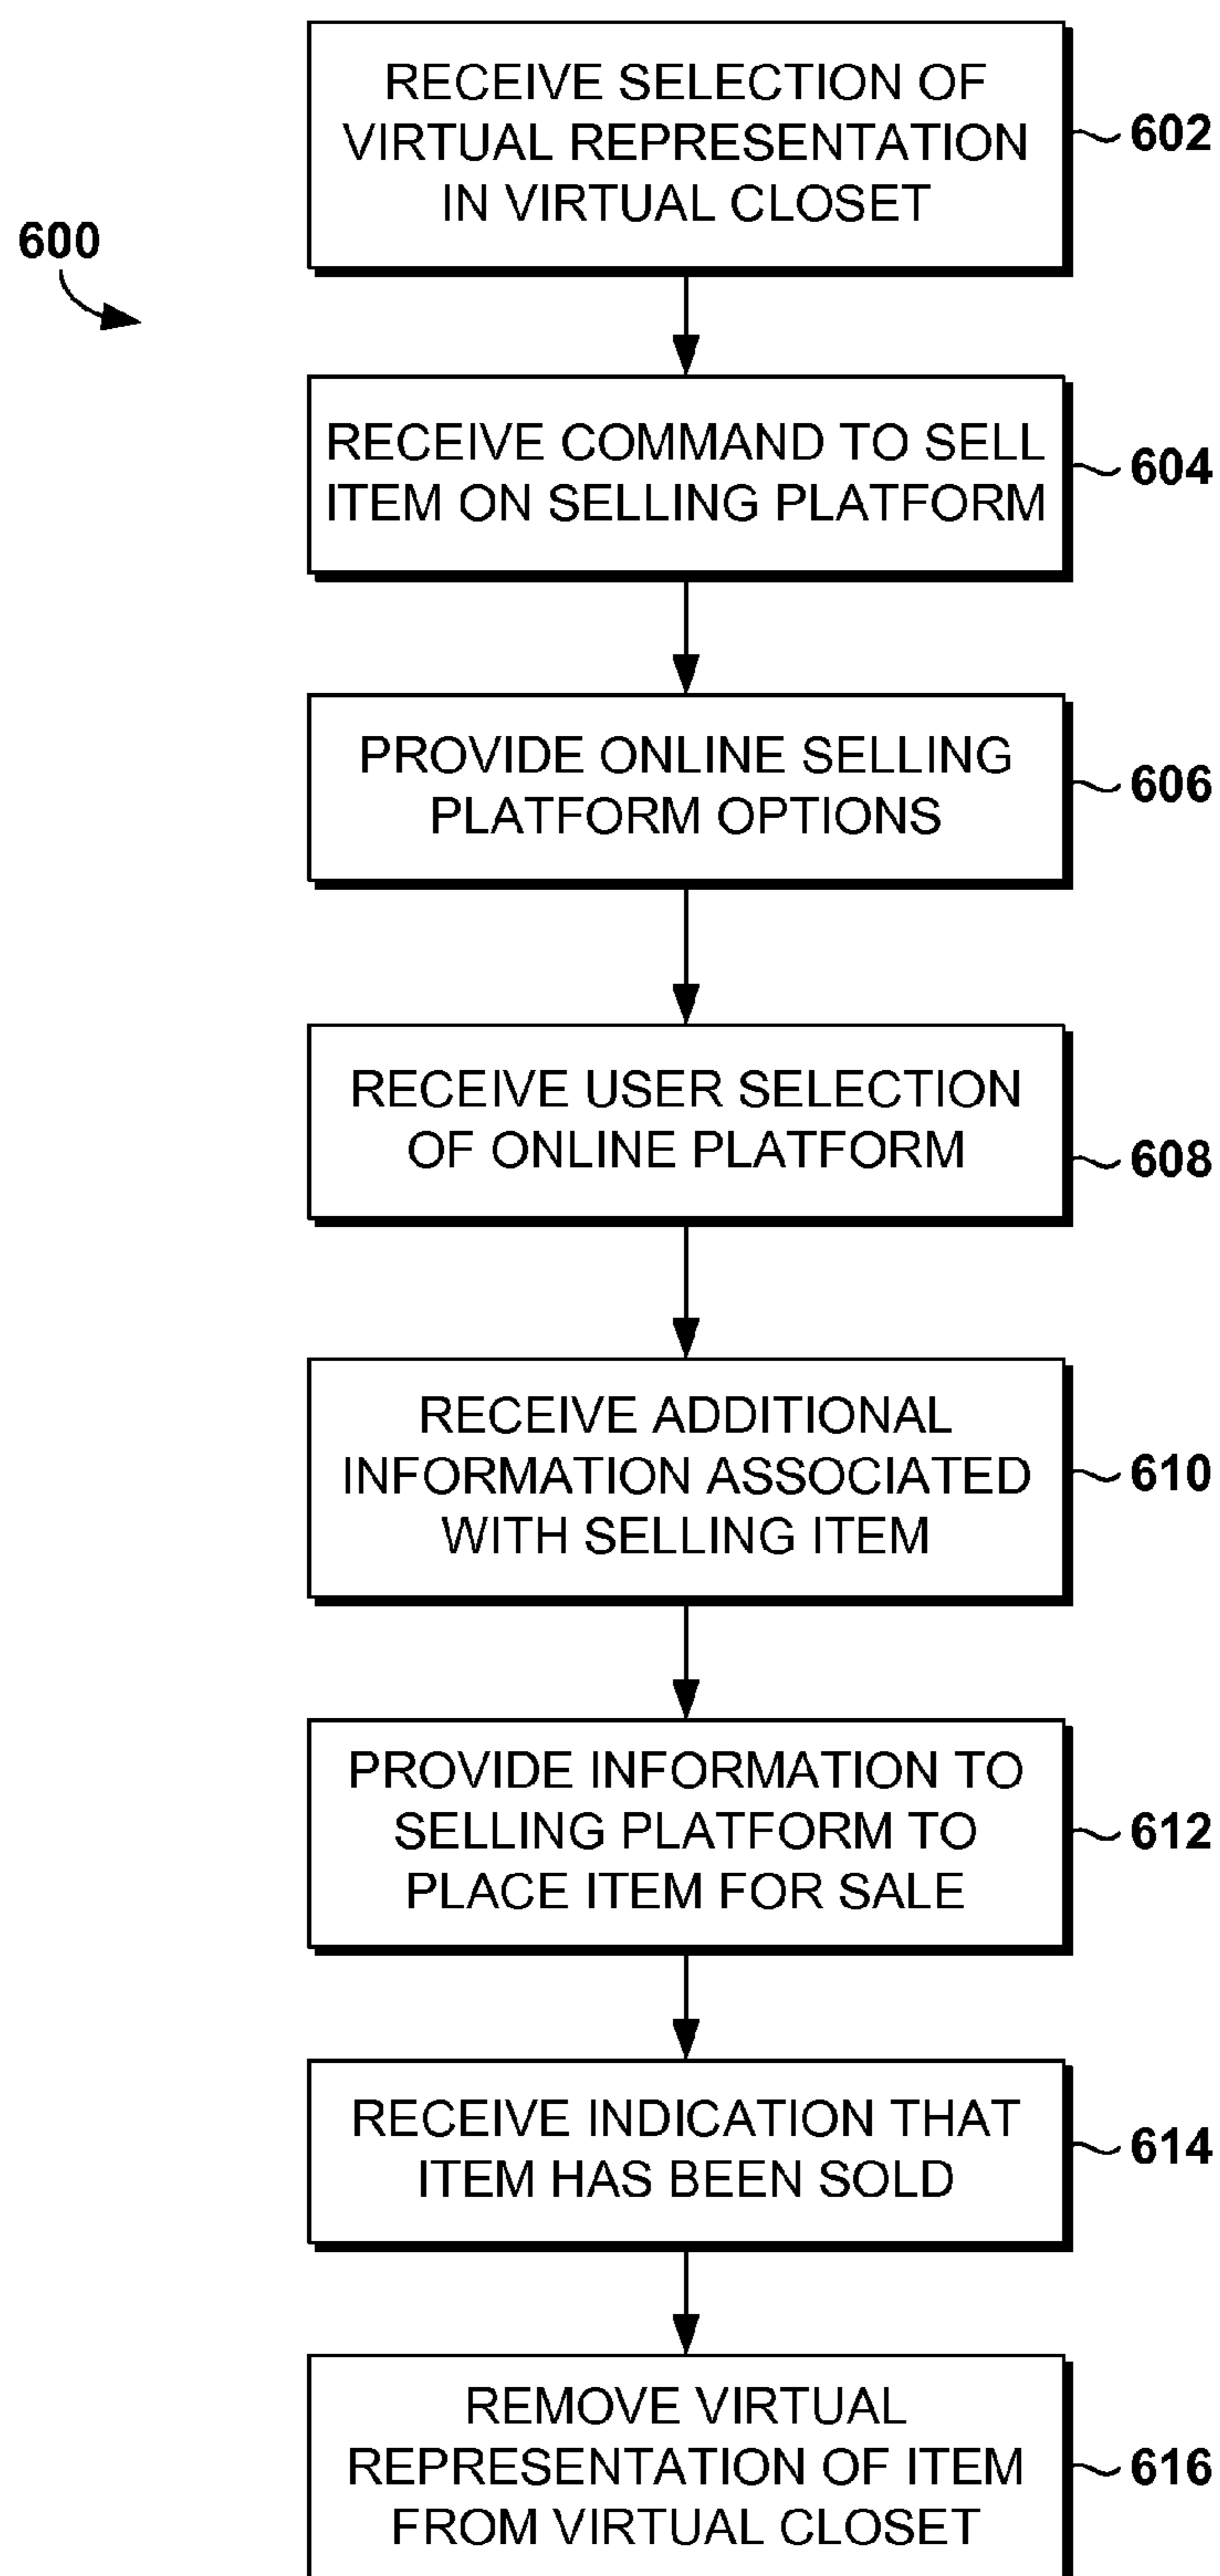 RECEIVE SELECTION OF
VIRTUAL REPRESENTATION
IN VIRTUAL CLOSET
602
600
RECEIVE COMMAND TO SELL
ITEM ON SELLING PLATFORM
604
PROVIDE ONLINE SELLING
PLATFORM OPTIONS
606
RECEIVE USER SELECTION
OF ONLINE PLATFORM
608
RECEIVE ADDITIONAL
INFORMATION ASSOCIATED
WITH SELLING ITEM
610
PROVIDE INFORMATION TO
SELLING PLATFORM TO
PLACE ITEM FOR SALE
612
RECEIVE INDICATION THAT
ITEM HAS BEEN SOLD
614
REMOVE VIRTUAL
REPRESENTATION OF ITEM
FROM VIRTUAL CLOSET
616